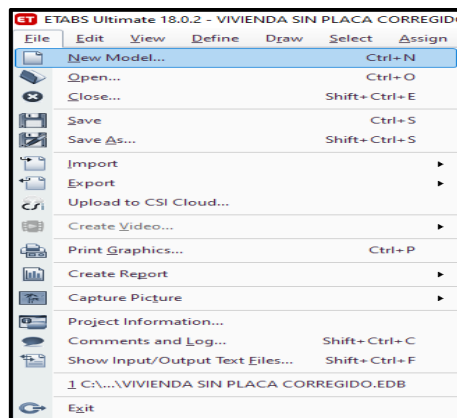 ET ETABS Ultimate 18.0.2 - VIVIENDA SIN PLACA CORREGIDO
File Edit View Define Draw Select Assign
New Model... Ctrl+N
Open... Ctrl+O
Close... Shift+Ctrl+E
Save Ctrl+S
Save As... Shift+Ctrl+S
Import
Export
CSI Upload to CSI Cloud...
Create Video...
Print Graphics... Ctrl+P
Create Report
Capture Picture
Project Information...
Comments and Log... Shift+Ctrl+C
Show Input/Output Text Files... Shift+Ctrl+F
1 C:\...\VIVIENDA SIN PLACA CORREGIDO.EDB
Exit